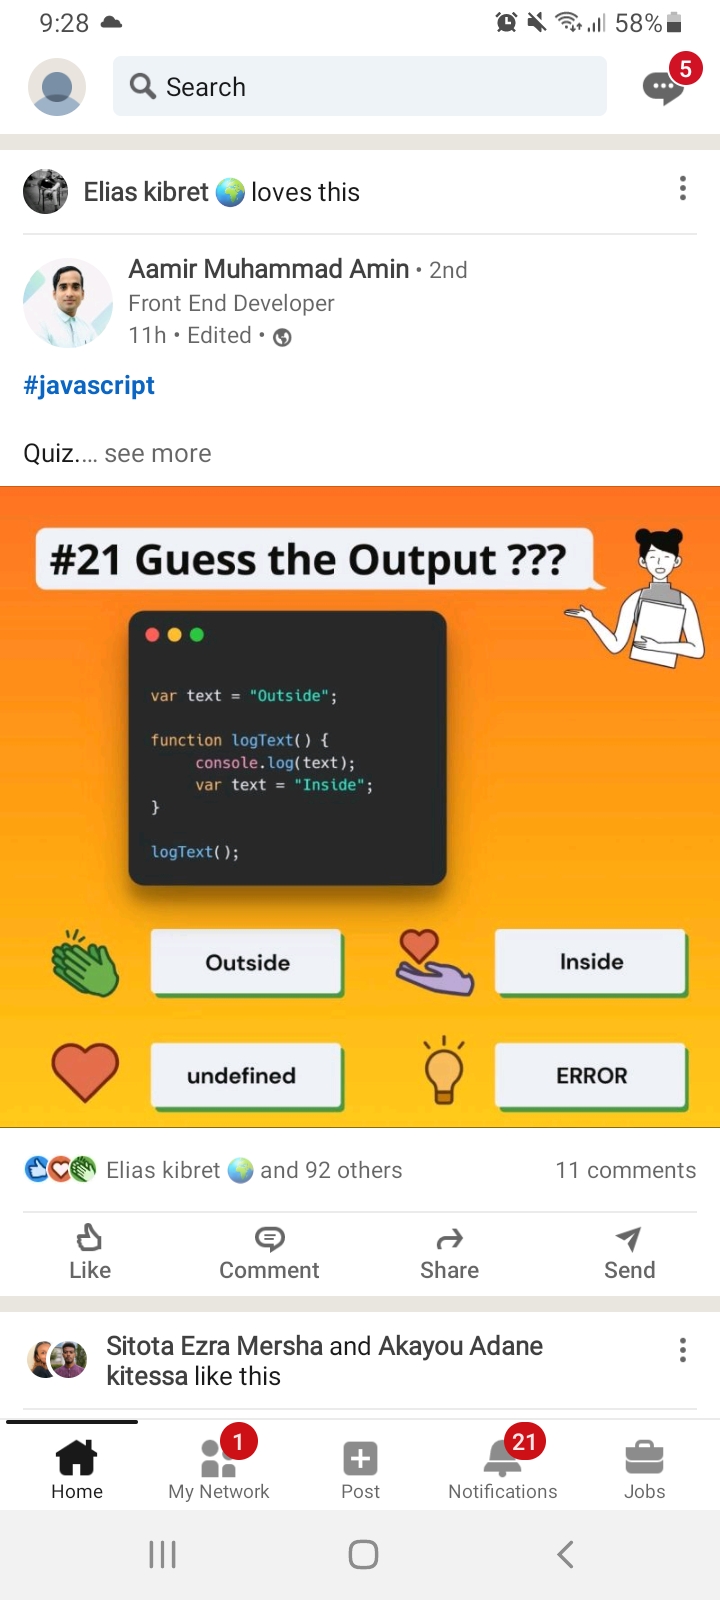 9:28
58%
Search
5
Elias kibret 🌍 loves this
Aamir Muhammad Amin • 2nd
Front End Developer
11h • Edited •
#javascript
Quiz.... see more
#21 Guess the Output ???
var text = "Outside";
function logText() {
console.log(text);
var text = "Inside";
}
logText();
Outside
Inside
undefined
ERROR
Elias kibret 🌍 and 92 others
11 comments
Like
Comment
Share
Send
Sitota Ezra Mersha and Akayou Adane
kitessa like this
1
21
Home
My Network
Post
Notifications
Jobs